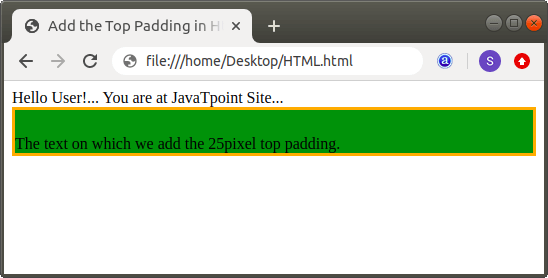 Add the Top Padding in H
file:///home/Desktop/HTML.html
a
S
Hello User!... You are at JavaTpoint Site...
The text on which we add the 25pixel top padding.